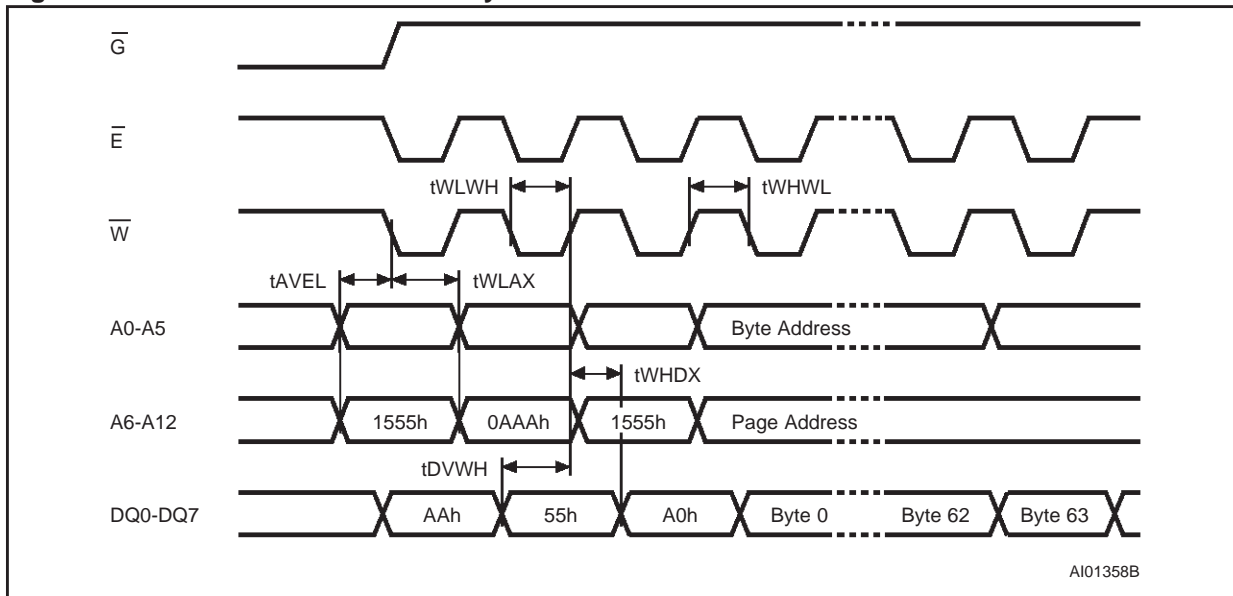 G
E
tWLWH
tWHWL
W
tAVEL
tWLAX
A0-A5
Byte Address
tWHDX
A6-A12
1555h
0AAAh
1555h
Page Address
tDVWH
DQ0-DQ7
AAh
55h
A0h
Byte 0
Byte 62
Byte 63
AI01358B